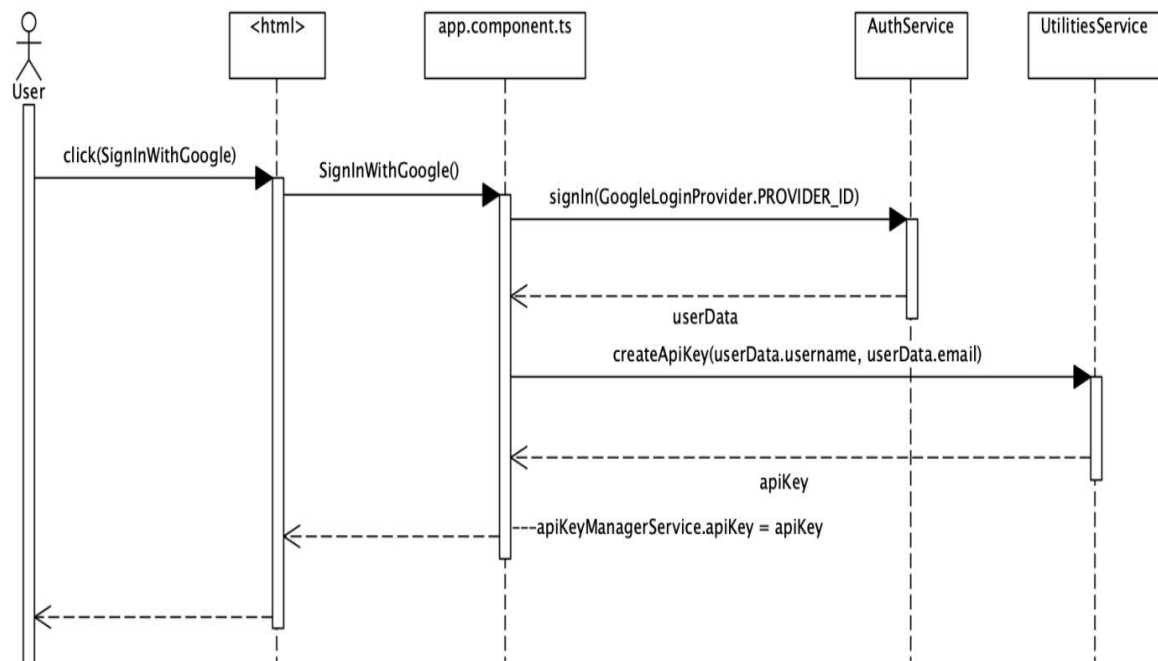 <html>
app.component.ts
AuthService
UtilitiesService
User
click(SignInWithGoogle)
SignInWithGoogle()
signIn(GoogleLoginProvider.PROVIDER_ID)
userData
createApiKey(userData.username, userData.email)
apiKey
apiKeyManagerService.apiKey = apiKey